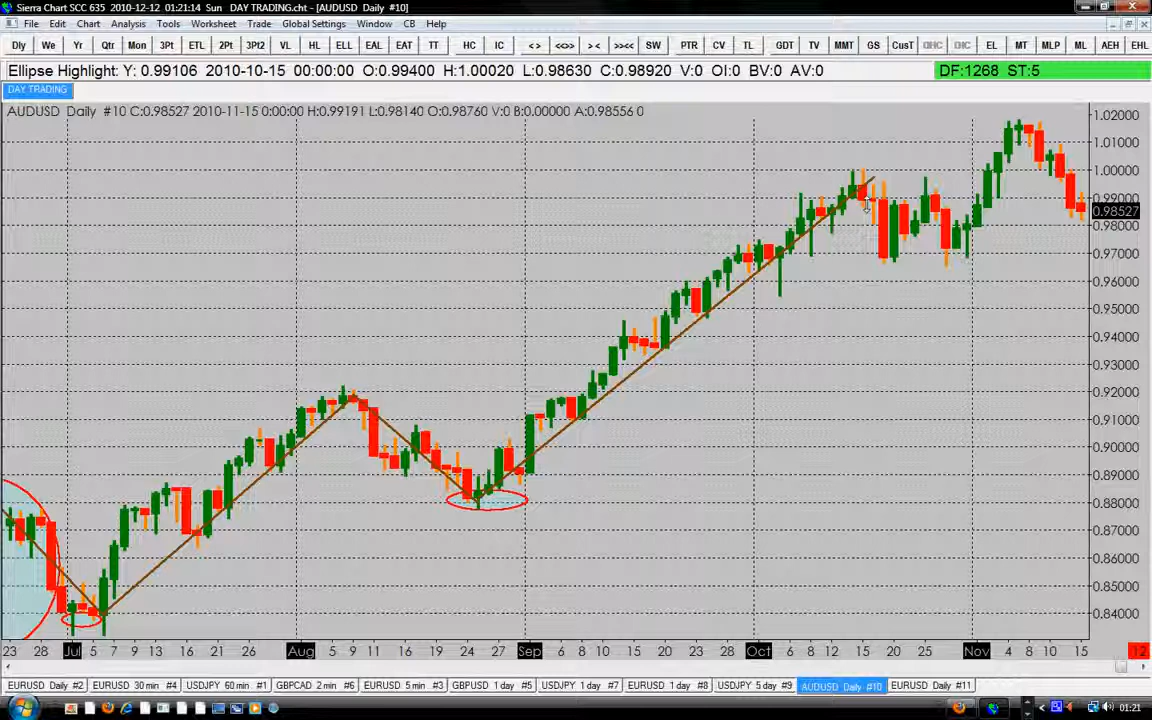 Sierra Chart SCC 635 2010-12-12 01:21:14 Sun DAY TRADING.cht - [AUDUSD Daily #10]
File Edit Chart Analysis Tools Worksheet Trade Global Settings Window CB Help
Dly We Yr Qtr Mon 3Pt ETL 2Pt 3Pt2 VL HL ELL EAL EAT TT HC IC <> <<>> >< >><< SW PTR CV TL GDT TV MMT GS CusT EL MT MLP ML AEH EHL
Ellipse Highlight: Y: 0.99106 2010-10-15 00:00:00 O:0.99400 H:1.00020 L:0.98630 C:0.98920 V:0 OI:0 BV:0 AV:0 DF:1268 ST:5
DAY TRADING
AUDUSD Daily #10 C:0.98527 2010-11-15 0:00:00 H:0.99191 L:0.98140 O:0.98760 V:0 B:0.00000 A:0.98556 0
1.02000
1.01000
1.00000
0.99000
0.98527
0.98000
0.97000
0.96000
0.95000
0.94000
0.93000
0.92000
0.91000
0.90000
0.89000
0.88000
0.87000
0.86000
0.85000
0.84000
23 28 Jul 5 7 13 16 21 26 Aug 6 9 11 16 19 24 27 Sep 6 8 10 15 20 22 27 Oct 7 12 15 20 25 Nov 4 8 10 15 12
EURUSD Daily #2 EURUSD 30 min #4 USDJPY 60 min #1 GBPCAD 2 min #6 EURUSD 5 min #3 GBPUSD 1 day #5 USDJPY 1 day #7 EURUSD 1 day #8 USDJPY 5 day #9 AUDUSD Daily #10 EURUSD Daily #11
01:21